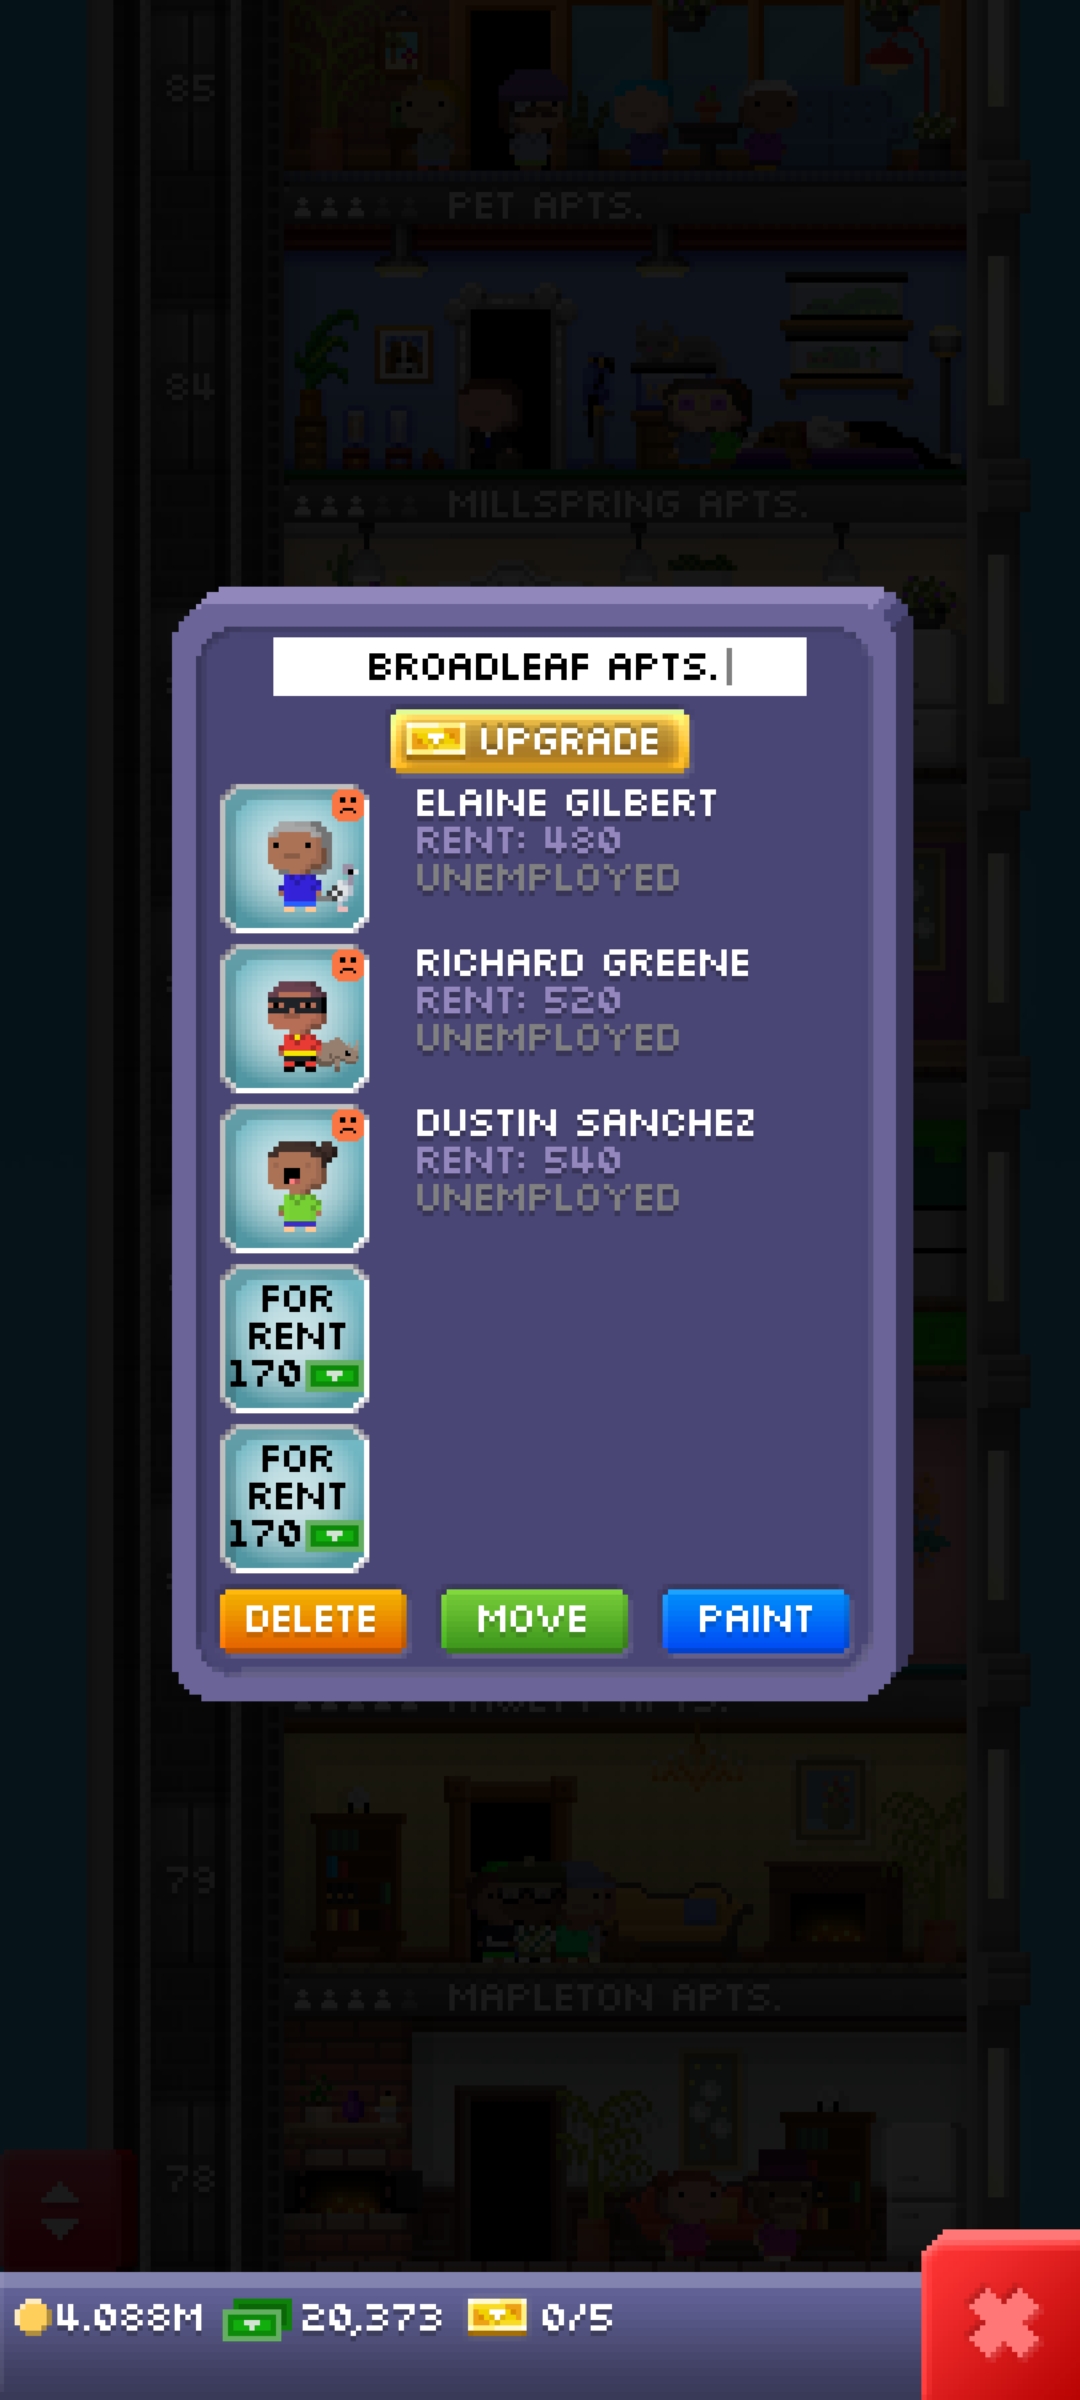 85
PET APTS.
84
MILLSPRING APTS.
BROADLEAF APTS.
UPGRADE
ELAINE GILBERT
RENT: 480
UNEMPLOYED
RICHARD GREENE
RENT: 520
UNEMPLOYED
DUSTIN SANCHEZ
RENT: 540
UNEMPLOYED
FOR
RENT
170
FOR
RENT
170
DELETE
MOVE
PAINT
APTS.
79
MAPLETON APTS.
78
4.088M
20,373
0/5